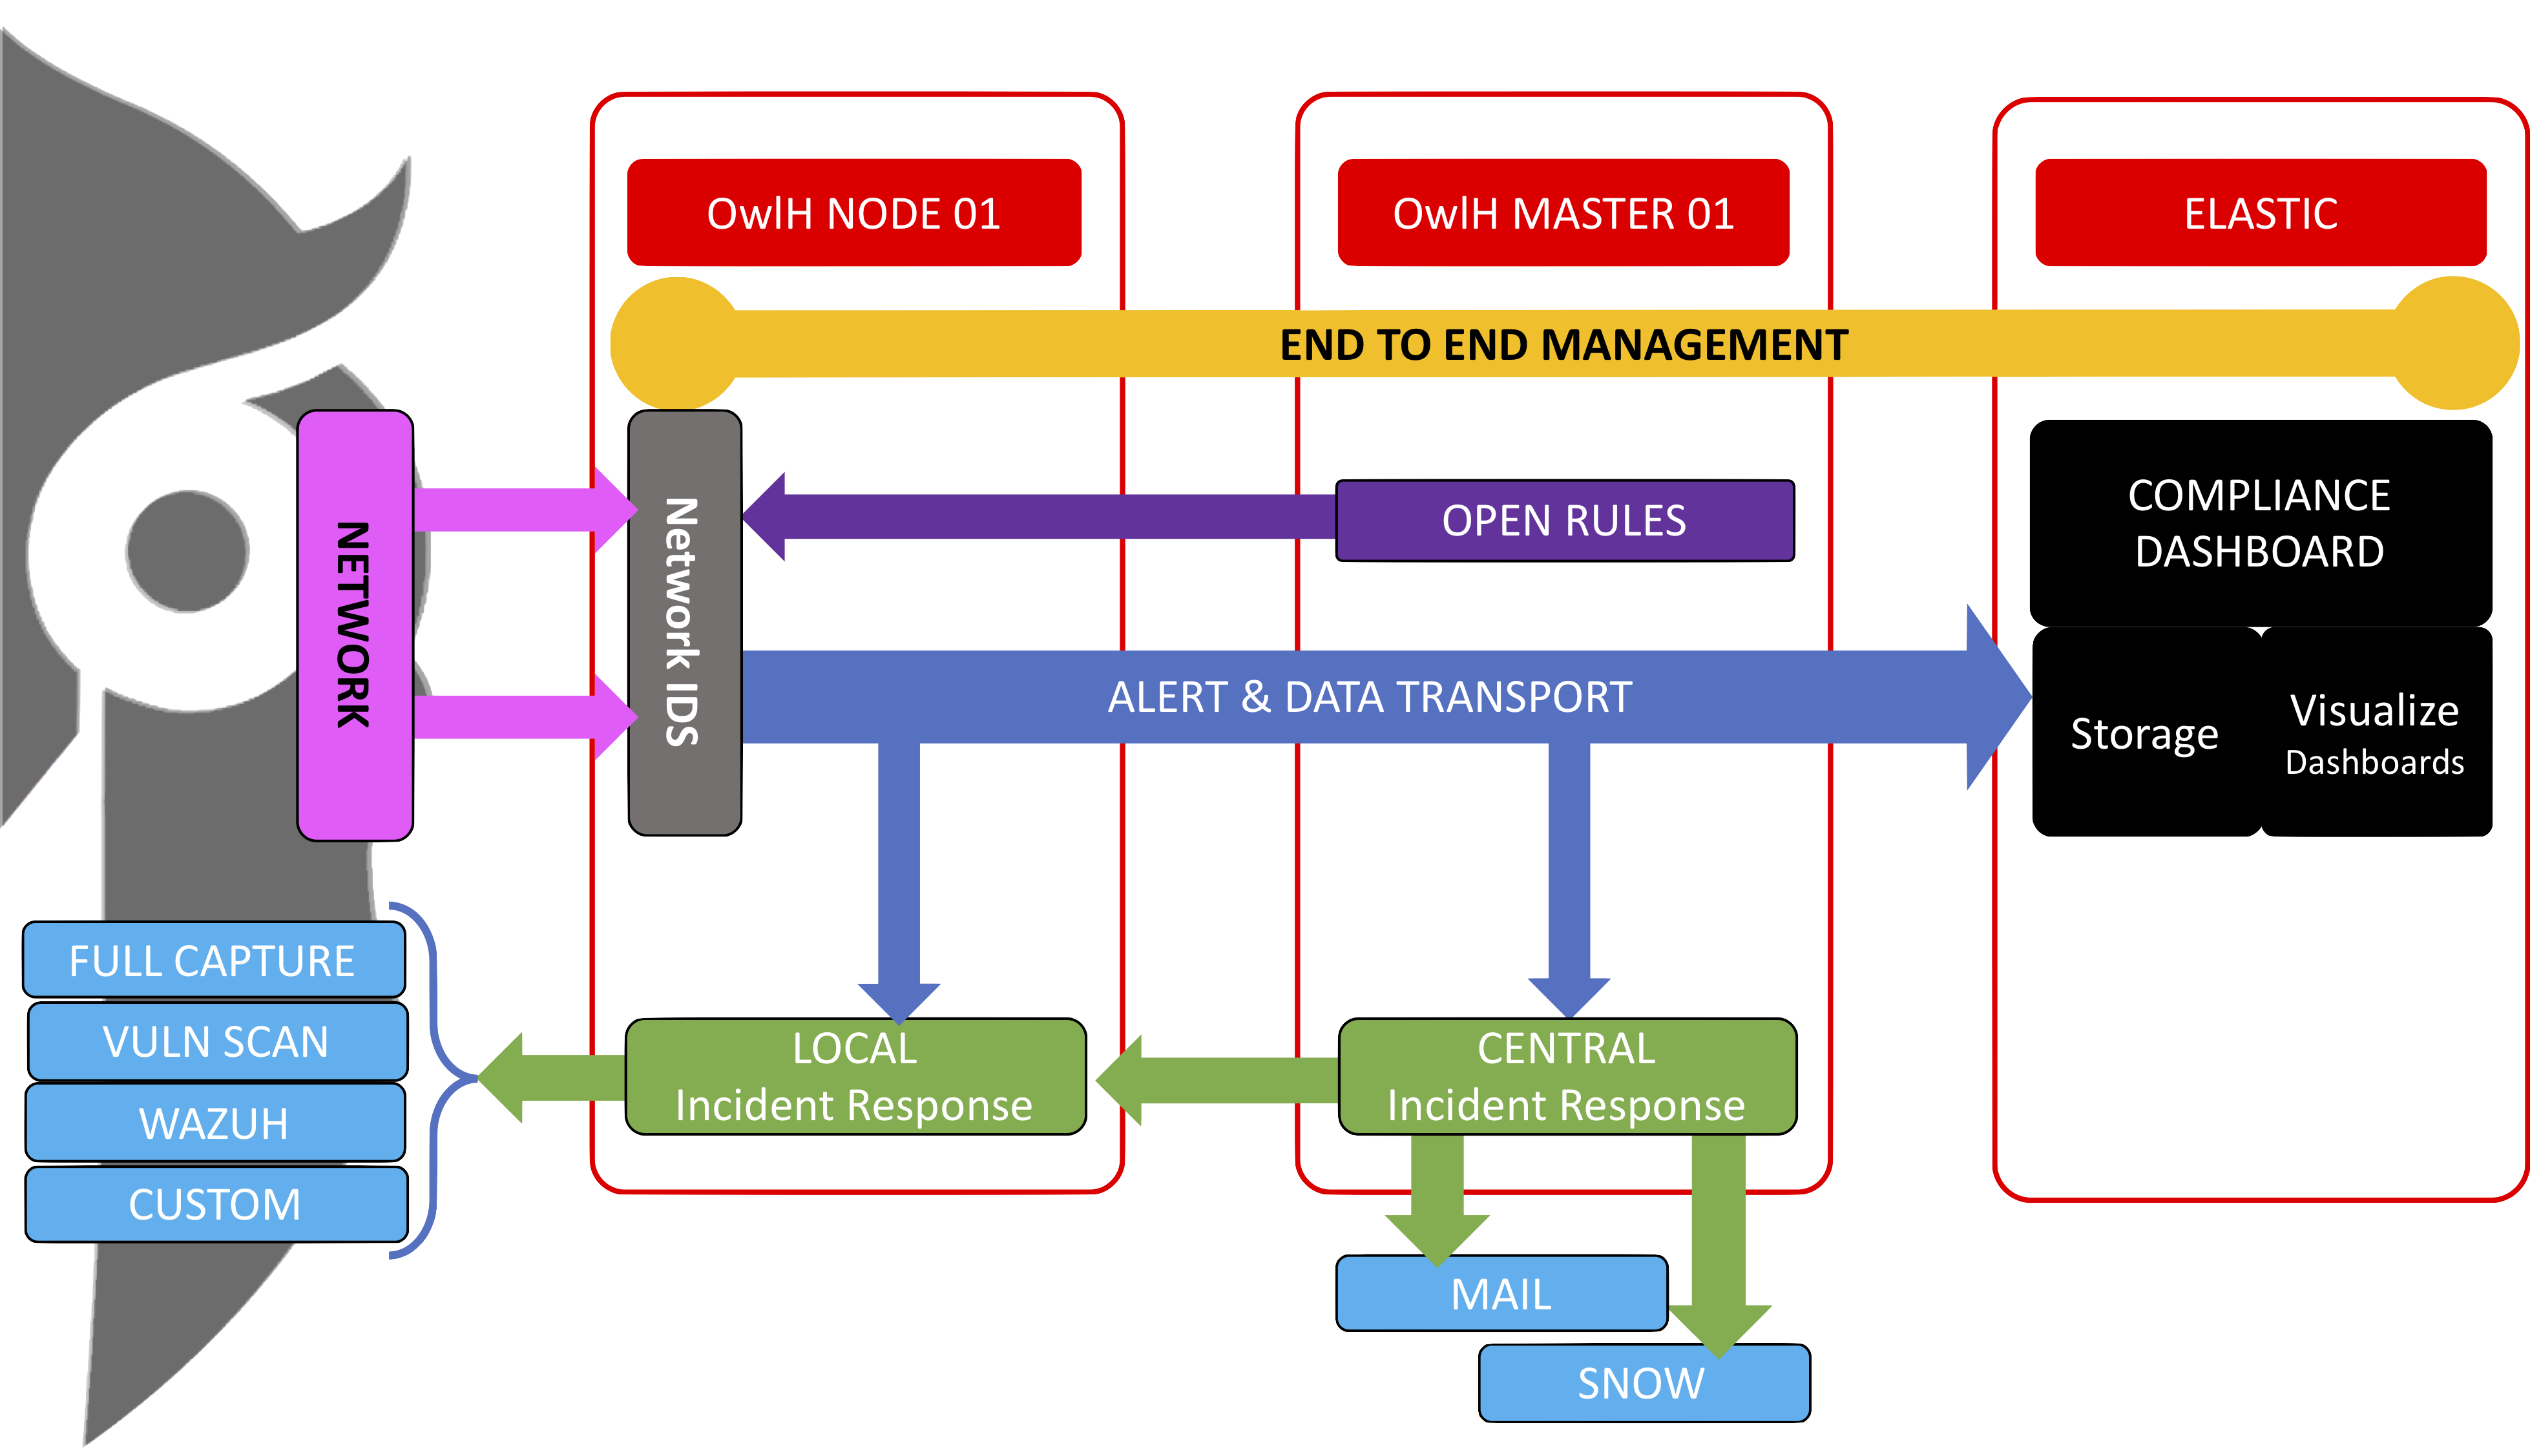 OwlH NODE 01
OwlH MASTER 01
ELASTIC
END TO END MANAGEMENT
NETWORK
Network IDS
OPEN RULES
COMPLIANCE
DASHBOARD
ALERT & DATA TRANSPORT
Storage
Visualize
Dashboards
FULL CAPTURE
VULN SCAN
WAZUH
CUSTOM
LOCAL
Incident Response
CENTRAL
Incident Response
MAIL
SNOW